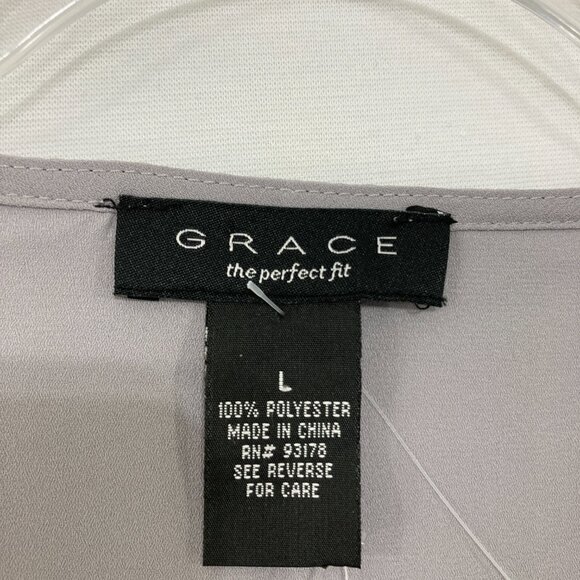 GRACE
the perfect fit
L
100% POLYESTER
MADE IN CHINA
RN# 93178
SEE REVERSE
FOR CARE